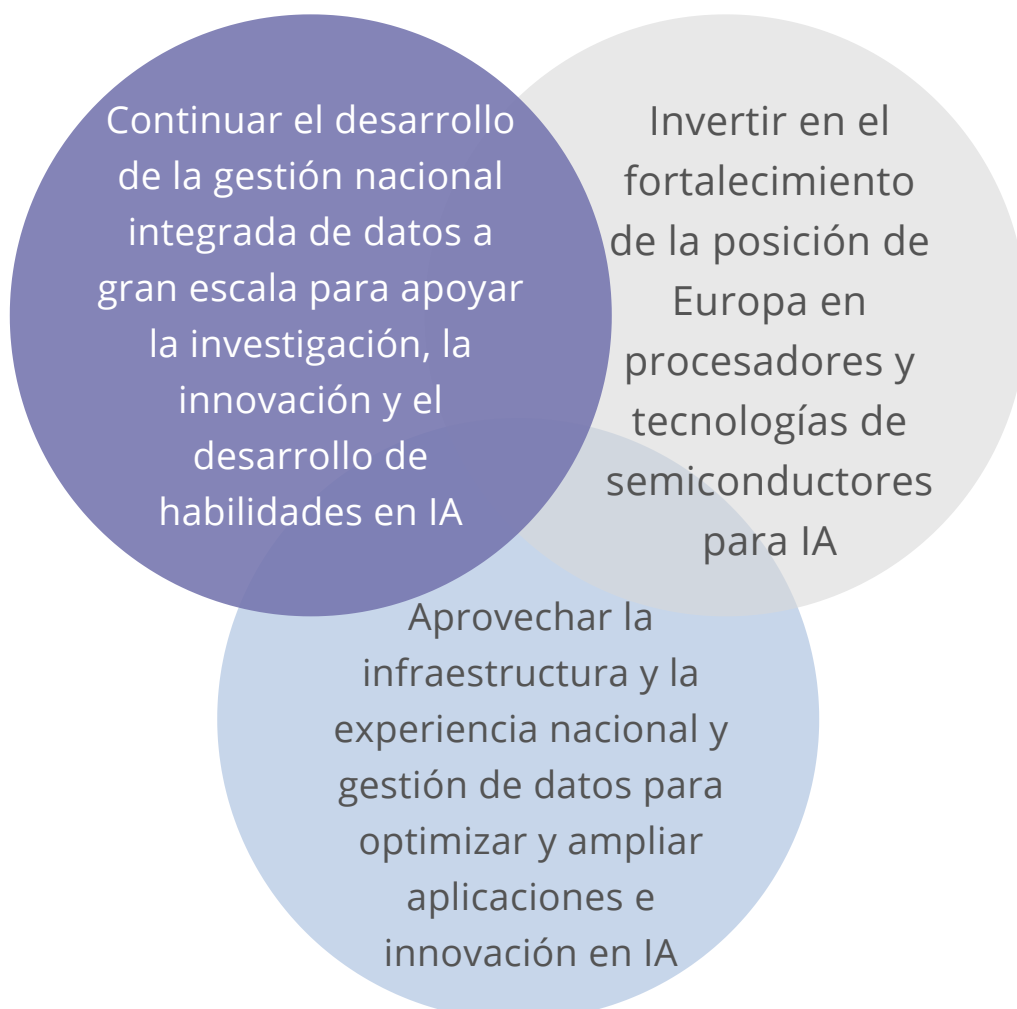 Continuar el desarrollo
de la gestión nacional
integrada de datos a
gran escala para apoyar
la investigación, la
innovación y el
desarrollo de
habilidades en IA
Invertir en el
fortalecimiento
de la posición de
Europa en
procesadores y
tecnologías de
semiconductores
para IA
Aprovechar la
infraestructura y la
experiencia nacional y
gestión de datos para
optimizar y ampliar
aplicaciones e
innovación en IA